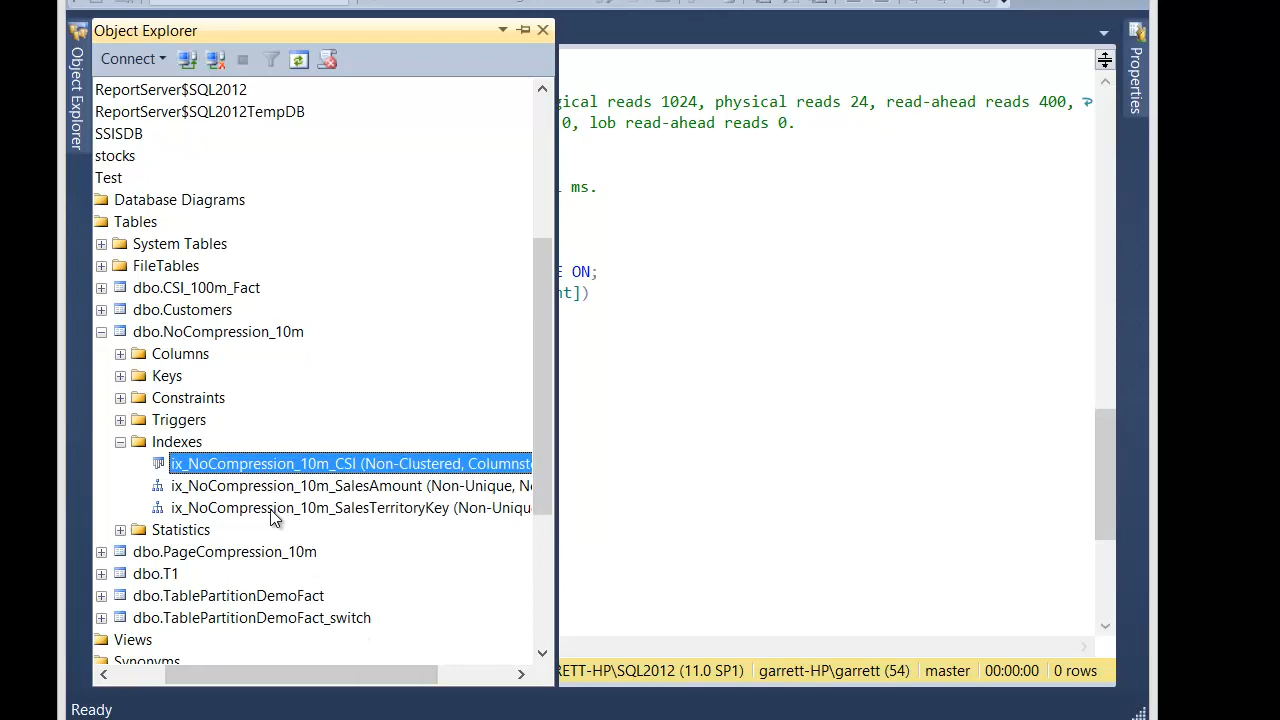 Object Explorer
Connect
ReportServer$SQL2012
ReportServer$SQL2012TempDB
SSISDB
stocks
Test
Database Diagrams
Tables
System Tables
FileTables
dbo.CSI_100m_Fact
dbo.Customers
dbo.NoCompression_10m
Columns
Keys
Constraints
Triggers
Indexes
ix_NoCompression_10m_CSI (Non-Clustered, Columnst
ix_NoCompression_10m_SalesAmount (Non-Unique, N
ix_NoCompression_10m_SalesTerritoryKey (Non-Uniqu
Statistics
dbo.PageCompression_10m
dbo.T1
dbo.TablePartitionDemoFact
dbo.TablePartitionDemoFact_switch
Views
Synonyms
Object Explorer
gical reads 1024, physical reads 24, read-ahead reads 400,
0, lob read-ahead reads 0.
ms.
E ON;
nt])
Properties
RETT-HP\SQL2012 (11.0 SP1) garrett-HP\garrett (54) master 00:00:00 0 rows
Ready